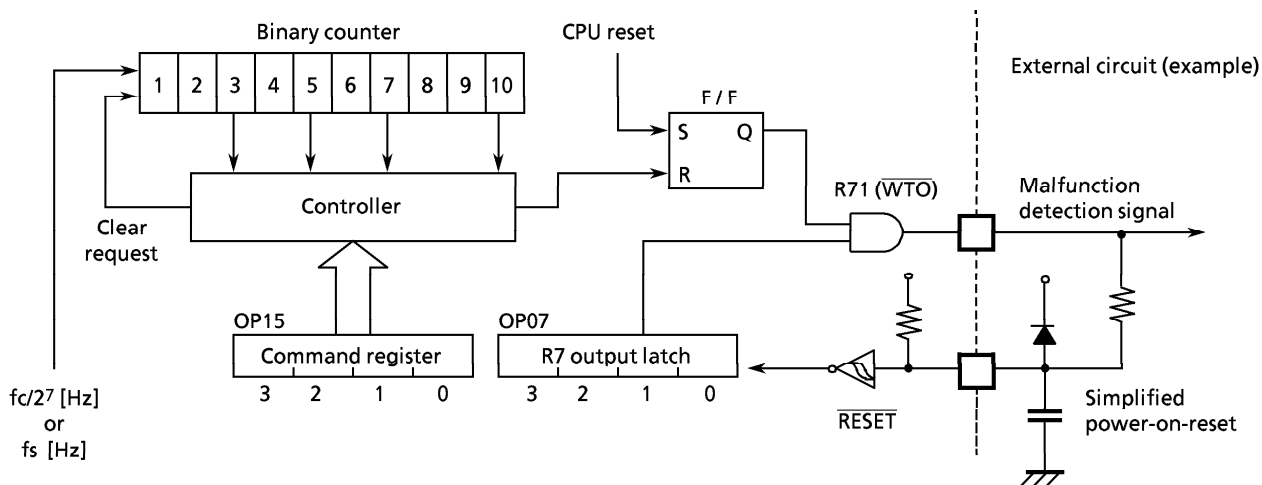 Binary counter
CPU reset
External circuit (example)
1 2 3 4 5 6 7 8 9 10
F / F
S Q
R
Controller
R71 (W̅T̅O̅)
Malfunction
detection signal
Clear
request
OP15
Command register
3 2 1 0
OP07
R7 output latch
3 2 1 0
R̅E̅S̅E̅T̅
fc/2⁷ [Hz]
or
fs [Hz]
Simplified
power-on-reset